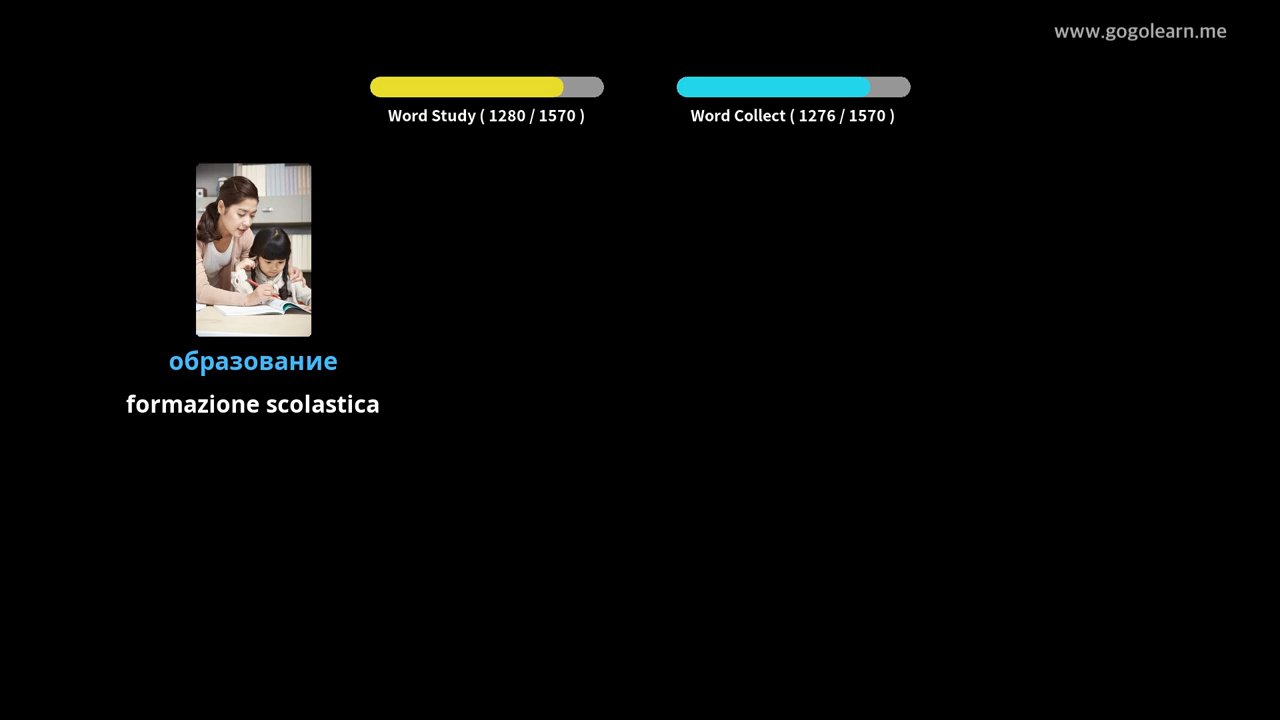 www.gogolearn.me
Word Study ( 1280 / 1570 )
Word Collect ( 1276 / 1570 )
образование
formazione scolastica